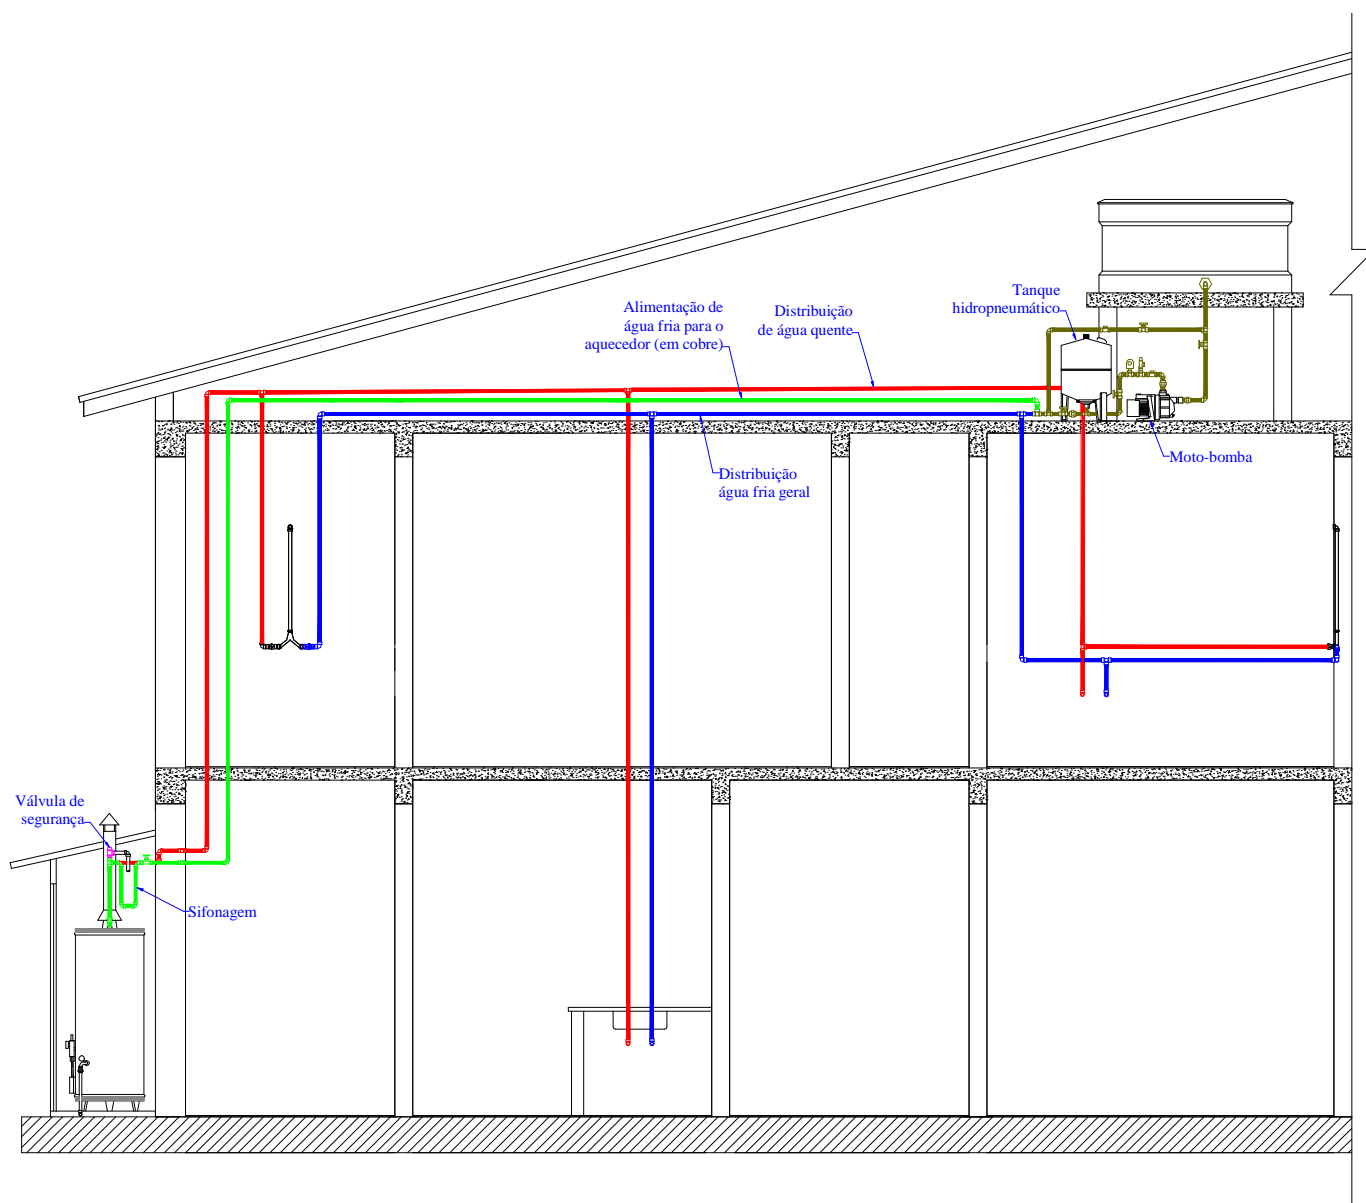 Alimentação de
água fria para o
aquecedor (em cobre)
Distribuição
de água quente
Tanque
hidropneumático
Moto-bomba
Distribuição
água fria geral
Válvula de
segurança
Sifonagem